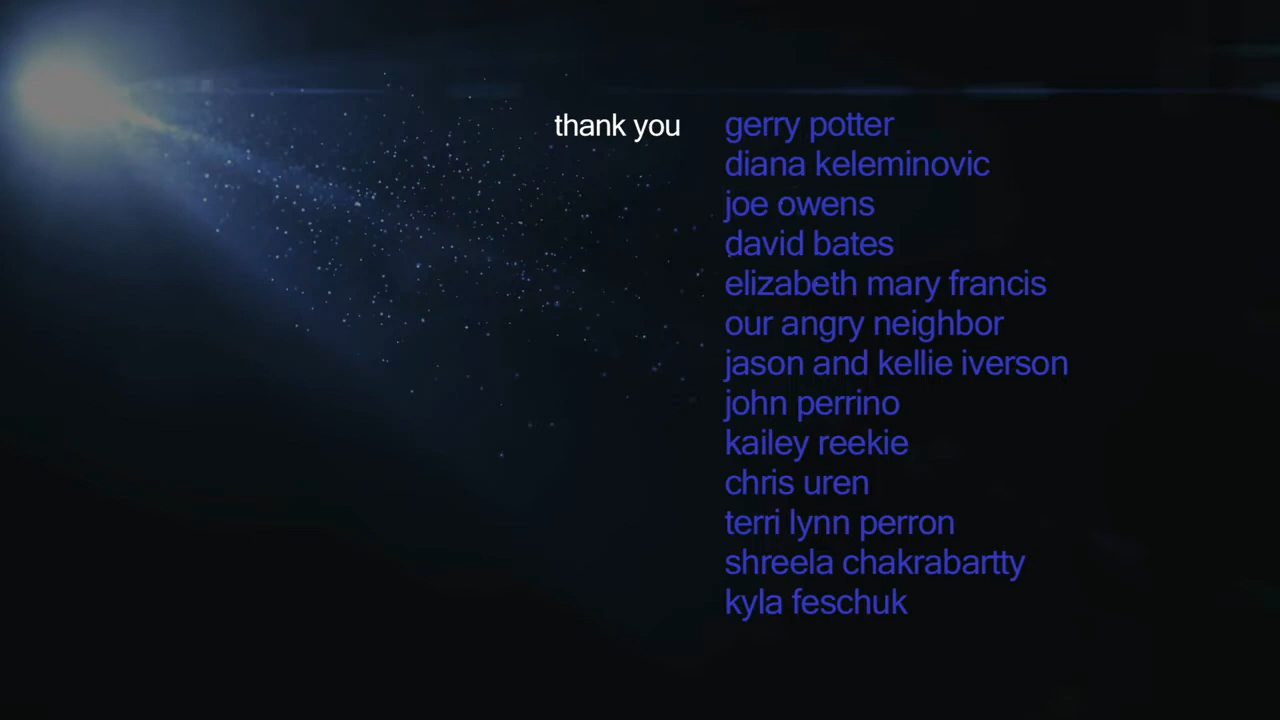 thank you gerry potter
diana keleminovic
joe owens
david bates
elizabeth mary francis
our angry neighbor
jason and kellie iverson
john perrino
kailey reekie
chris uren
terri lynn perron
shreela chakrabartty
kyla feschuk